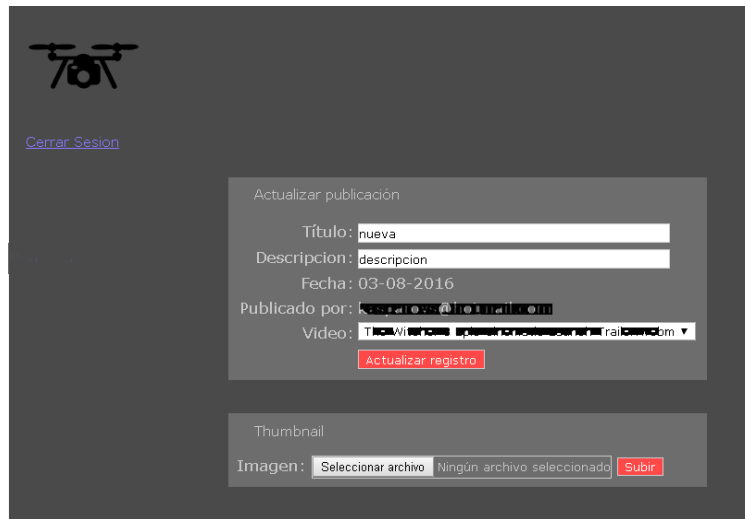 Cerrar Sesion
Actualizar publicación
Título: nueva
Descripcion: descripcion
Fecha: 03-08-2016
Publicado por:
Video:
Actualizar registro
Thumbnail
Imagen: Seleccionar archivo Ningún archivo seleccionado Subir